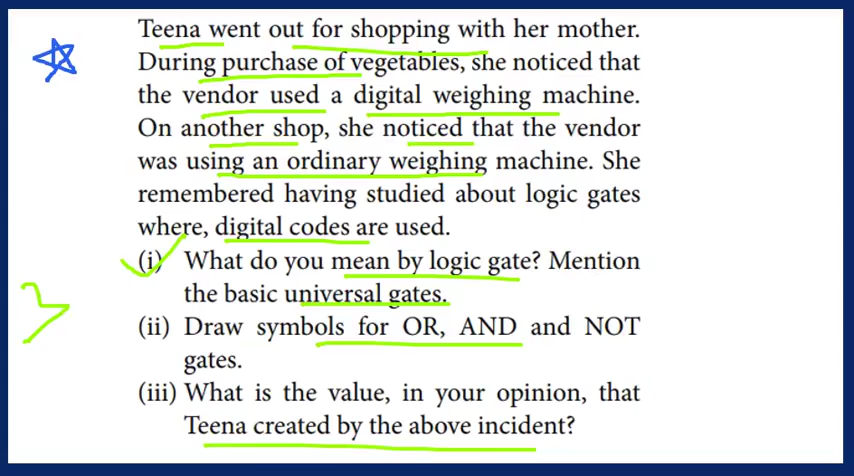 Teena went out for shopping with her mother.
During purchase of vegetables, she noticed that
the vendor used a digital weighing machine.
On another shop, she noticed that the vendor
was using an ordinary weighing machine. She
remembered having studied about logic gates
where, digital codes are used.
(i) What do you mean by logic gate? Mention
the basic universal gates.
(ii) Draw symbols for OR, AND and NOT
gates.
(iii) What is the value, in your opinion, that
Teena created by the above incident?